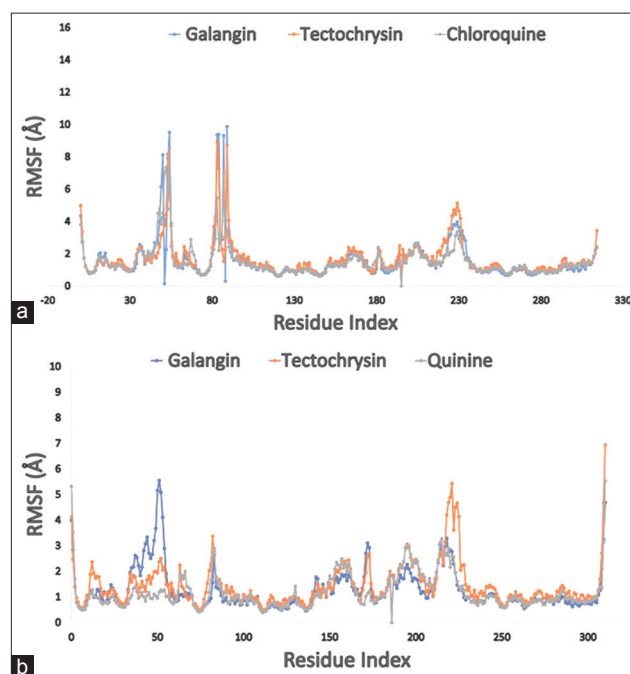 Galangin Tectochrysin Chloroquine
16
14
12
10
8
6
4
2
0
RMSF (Å)
-20 30 80 130 180 230 280 330
Residue Index
a
Galangin Tectochrysin Quinine
10
9
8
7
6
5
4
3
2
1
0
RMSF (Å)
0 50 100 150 200 250 300
Residue Index
b